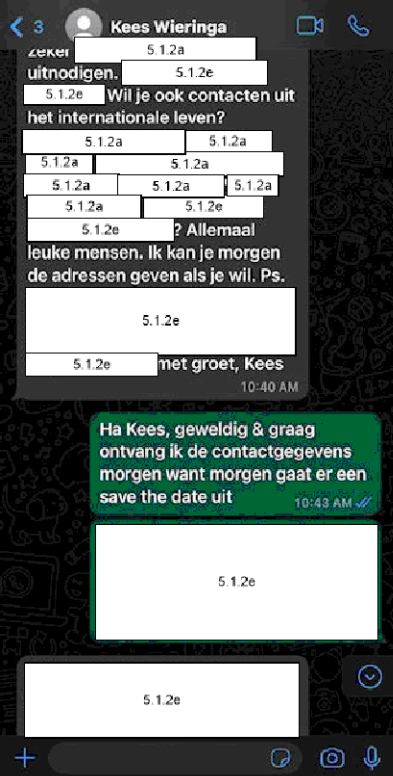 3 Kees Wieringa
zeker 5.1.2a
uitnodigen. 5.1.2e
5.1.2e Wil je ook contacten uit
het internationale leven?
5.1.2a 5.1.2a
5.1.2a 5.1.2a
5.1.2a 5.1.2a 5.1.2a
5.1.2a 5.1.2e
5.1.2e ? Allemaal
leuke mensen. Ik kan je morgen
de adressen geven als je wil. Ps.
5.1.2e
5.1.2e met groet, Kees
10:40 AM
Ha Kees, geweldig & graag
ontvang ik de contactgegevens
morgen want morgen gaat er een
save the date uit
10:43 AM
5.1.2e
5.1.2e